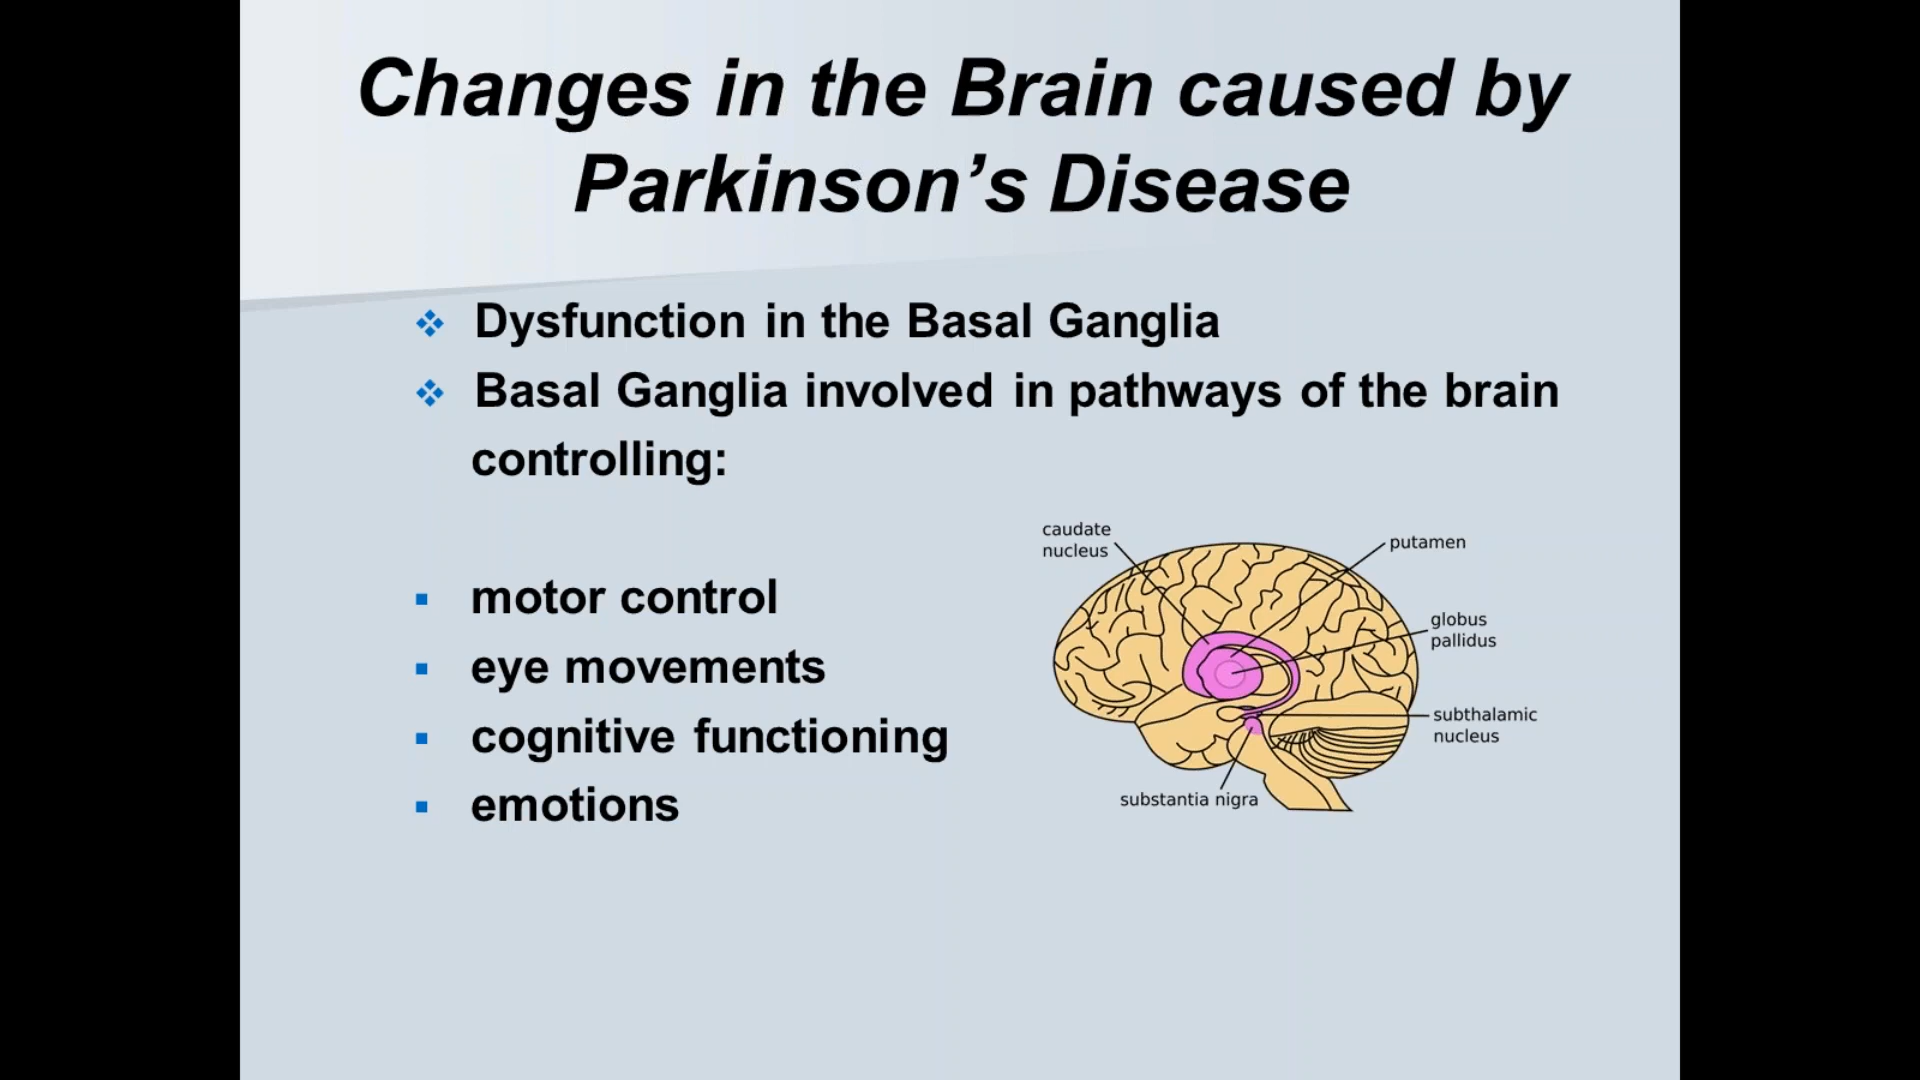 Changes in the Brain caused by
Parkinson’s Disease
Dysfunction in the Basal Ganglia
Basal Ganglia involved in pathways of the brain
controlling:
motor control
eye movements
cognitive functioning
emotions
caudate
nucleus
putamen
globus
pallidus
subthalamic
nucleus
substantia nigra